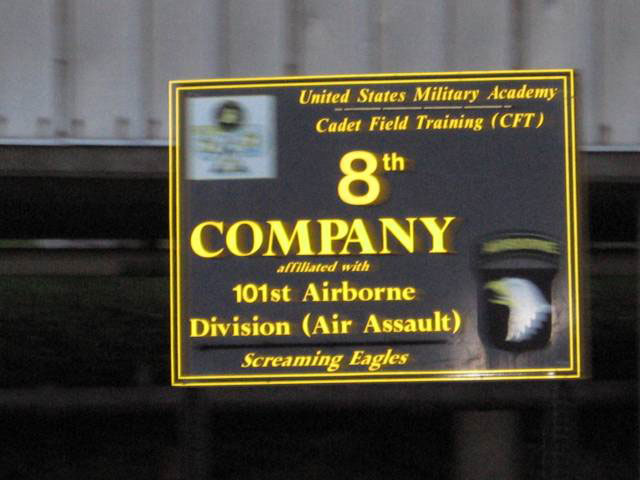 United States Military Academy
Cadet Field Training (CFT)
8th
COMPANY
affiliated with
101st Airborne
Division (Air Assault)
Screaming Eagles
AIRBORNE